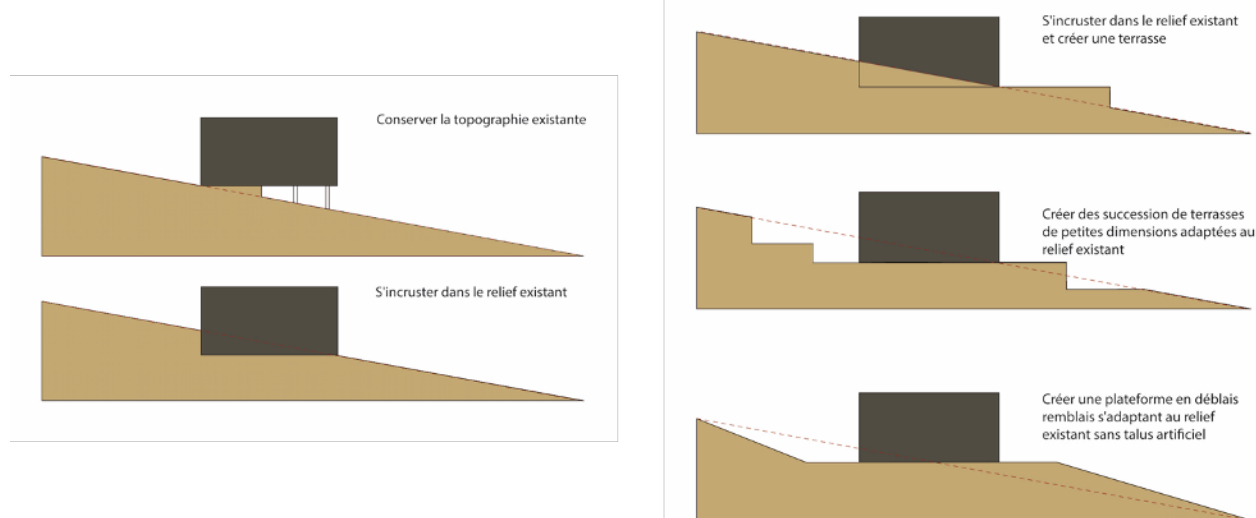 Conserver la topographie existante
S'incruster dans le relief existant
S'incruster dans le relief existant
et créer une terrasse
Créer des succession de terrasses
de petites dimensions adaptées au
relief existant
Créer une plateforme en déblais
remblais s'adaptant au relief
existant sans talus artificiel